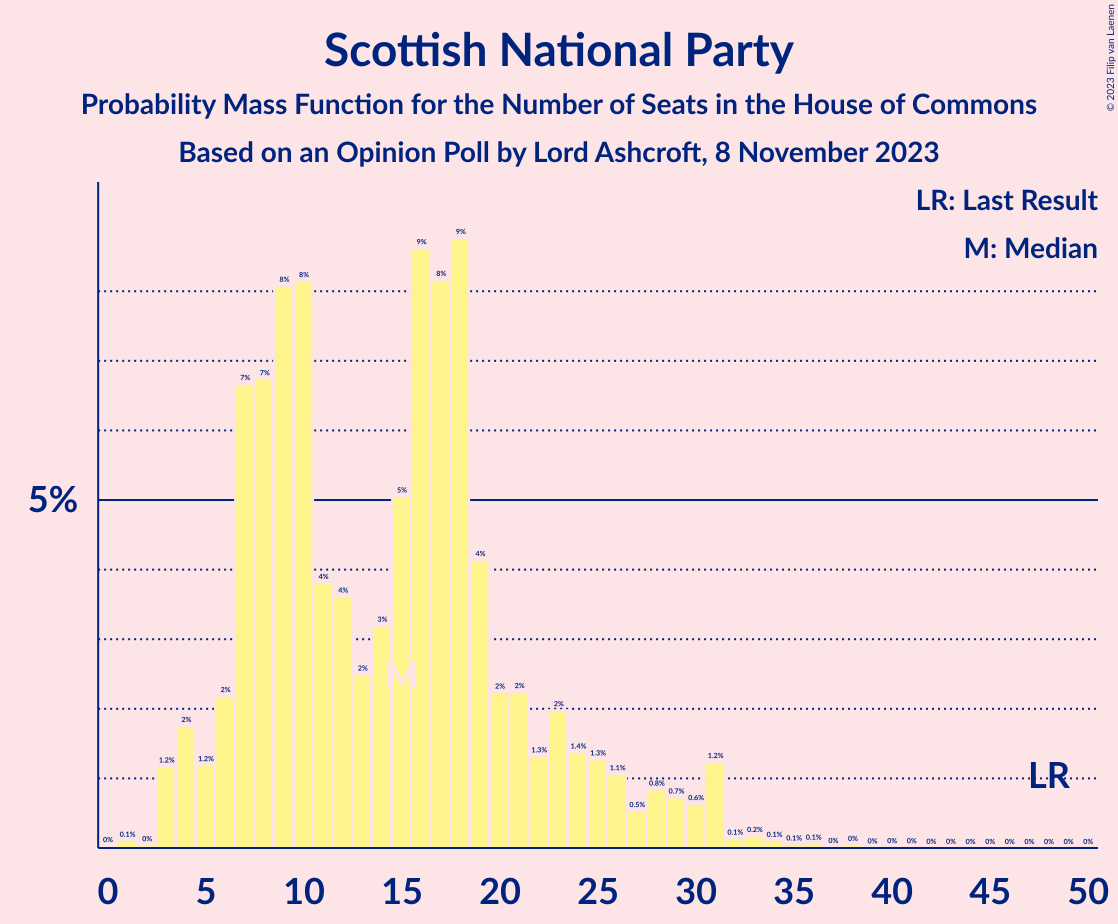 Scottish National Party
Probability Mass Function for the Number of Seats in the House of Commons
Based on an Opinion Poll by Lord Ashcroft, 8 November 2023
© 2023 Filip van Laenen
LR: Last Result
M: Median
5%
0% 0.1% 0% 1.2% 2% 1.2% 2% 7% 7% 8% 8% 4% 4% 2% 3% 5% 9% 8% 9% 4% 2% 2% 1.3% 2% 1.4% 1.3% 1.1% 0.5% 0.8% 0.7% 0.6% 1.2% 0.1% 0.2% 0.1% 0.1% 0.1% 0% 0% 0% 0% 0% 0% 0% 0% 0% 0% 0% 0% 0% 0%
M
LR
0 5 10 15 20 25 30 35 40 45 50